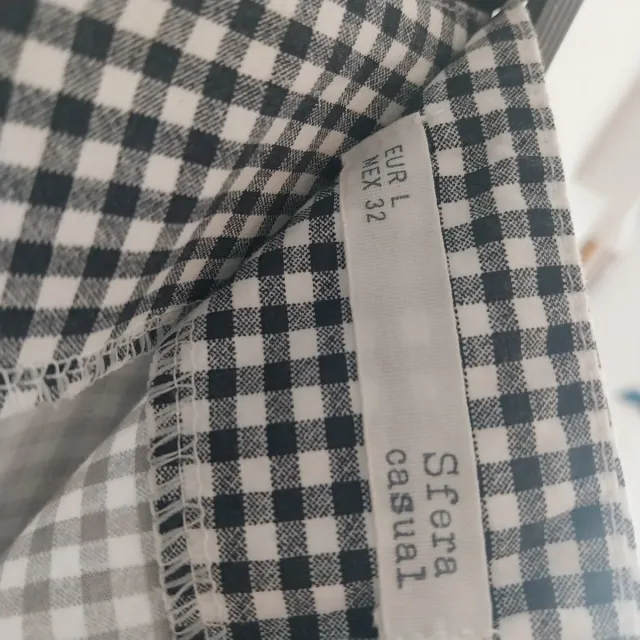 EUR L
MEX 32
Sfera
casual